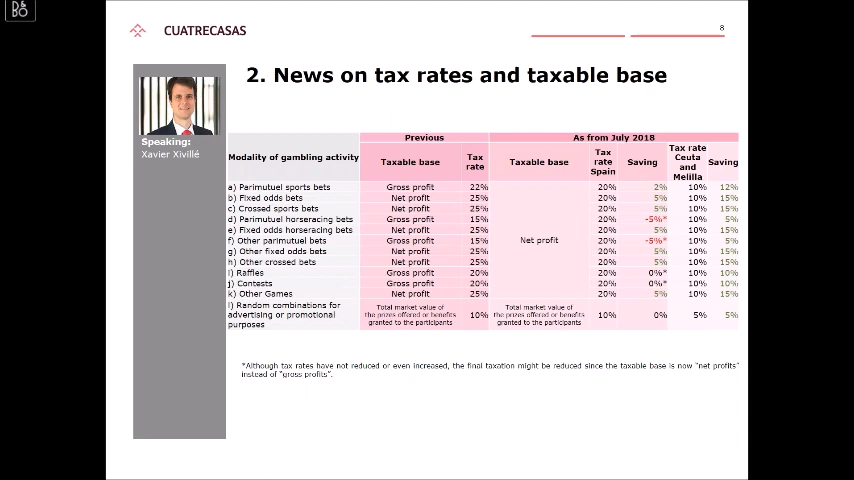 B&
BO
CUATRECASAS
8
2. News on tax rates and taxable base
Speaking:
Xavier Xivillé
Previous
As from July 2018
Modality of gambling activity
Taxable base
Tax rate
Taxable base
Tax rate Spain
Saving
Tax rate Ceuta and Melilla
Saving
a) Parimutuel sports bets Gross profit 22% 20% 2% 10% 12%
b) Fixed odds bets Net profit 25% 20% 5% 10% 15%
c) Crossed sports bets Net profit 25% 20% 5% 10% 15%
d) Parimutuel horseracing bets Gross profit 15% 20% -5%* 10% 5%
e) Fixed odds horseracing bets Net profit 25% 20% 5% 10% 15%
f) Other parimutuel bets Gross profit 15% Net profit 20% -5%* 10% 5%
g) Other fixed odds bets Net profit 25% 20% 5% 10% 15%
h) Other crossed bets Net profit 25% 20% 5% 10% 15%
I) Raffles Gross profit 20% 20% 0%* 10% 10%
j) Contests Gross profit 20% 20% 0%* 10% 10%
k) Other Games Net profit 25% 20% 5% 10% 15%
l) Random combinations for
advertising or promotional
purposes
Total market value of
the prizes offered or benefits
granted to the participants
10%
Total market value of
the prizes offered or benefits
granted to the participants
10% 0% 5% 5%
*Although tax rates have not reduced or even increased, the final taxation might be reduced since the taxable base is now "net profits"
instead of "gross profits".